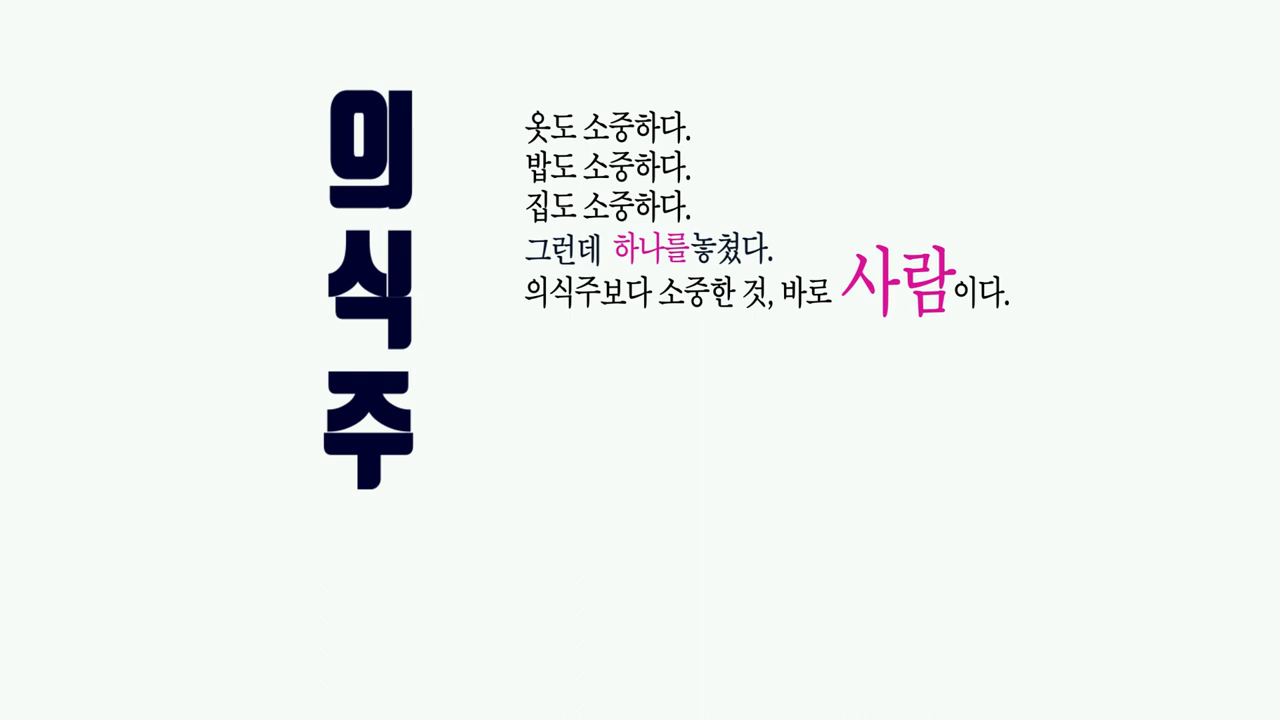 의식주
옷도 소중하다.
밥도 소중하다.
집도 소중하다.
그런데 하나를놓쳤다.
의식주보다 소중한 것, 바로 사람이다.